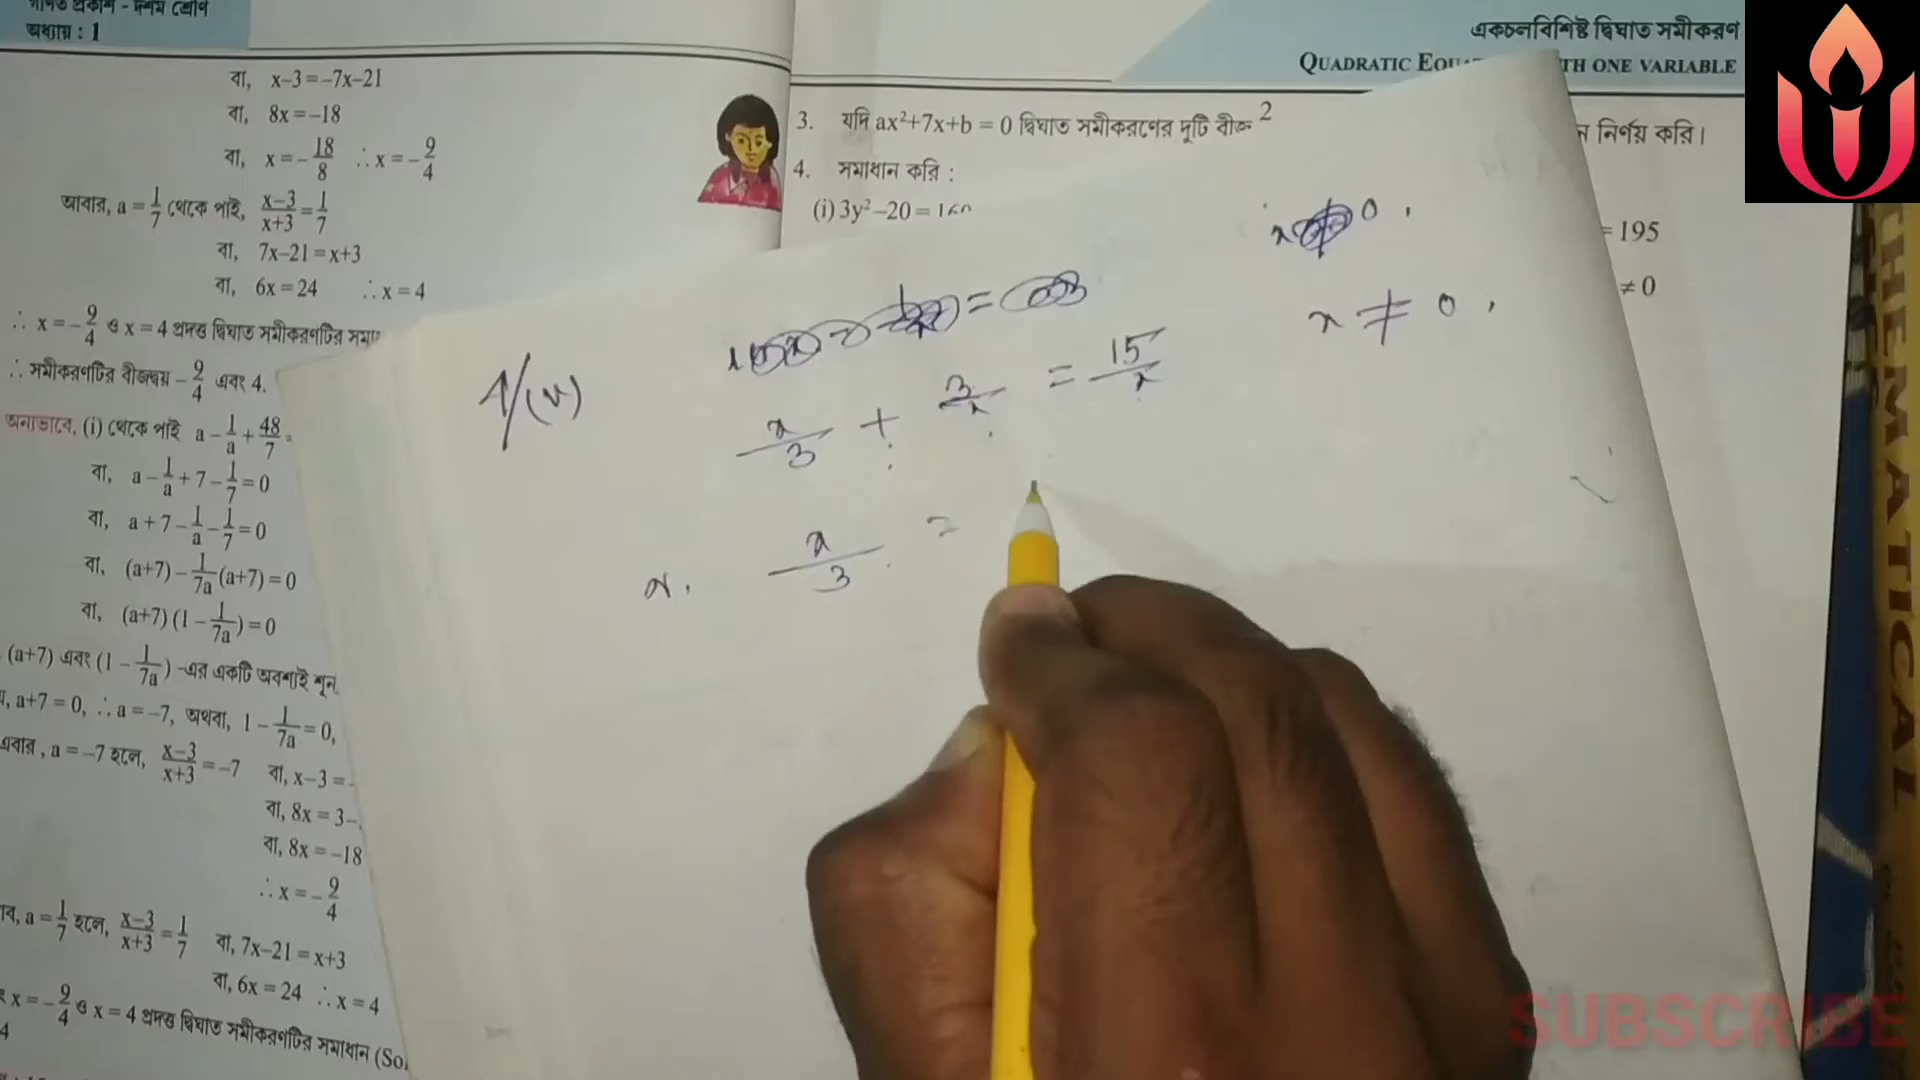 গণিত প্রকাশ - দশম শ্রেণি
অধ্যায় : 1
বা, x–3 = –7x–21
বা, 8x = –18
বা, x = – 18/8 ∴ x = – 9/4
আবার, a = 1/7 থেকে পাই, x–3/x+3 = 1/7
বা, 7x–21 = x+3
বা, 6x = 24 ∴ x = 4
∴ x = – 9/4 ও x = 4 প্রদত্ত দ্বিঘাত সমীকরণটির
∴ সমীকরণটির বীজদ্বয় – 9/4 এবং 4.
অন্যভাবে, (i) থেকে পাই a – 1/a + 48/7 =
বা, a – 1/a + 7 – 1/7 = 0
বা, a + 7 – 1/a – 1/7 = 0
বা, (a+7) – 1/7a (a+7) = 0
বা, (a+7) (1 – 1/7a) = 0
(a+7) এবং (1 – 1/7a) -এর একটি অবশ্যই
a+7 = 0, ∴ a = –7, অথবা, 1 – 1/7a = 0,
এবার, a = –7 হলে, x–3/x+3 = –7 বা, x–3 =
বা, 8x = 3–
বা, 8x = –18
∴ x = – 9/4
a = 1/7 হলে, x–3/x+3 = 1/7 বা, 7x–21 = x+3
বা, 6x = 24 ∴ x = 4
x = – 9/4 ও x = 4 প্রদত্ত দ্বিঘাত সমীকরণটির সমাধান
একচলবিশিষ্ট দ্বিঘাত সমীকরণ
QUADRATIC ONE VARIABLE
3. যদি ax²+7x+b = 0 দ্বিঘাত সমীকরণের দুটি বীজ 2 নির্ণয় করি।
4. সমাধান করি :
(i) 3y²–20 = 160
= 195
≠ 0
x ≠ 0 .
4/(v)
x/3 + 3/x = 15/x
বা. x/3 =
THEMATICAL
SUBSCRIBE